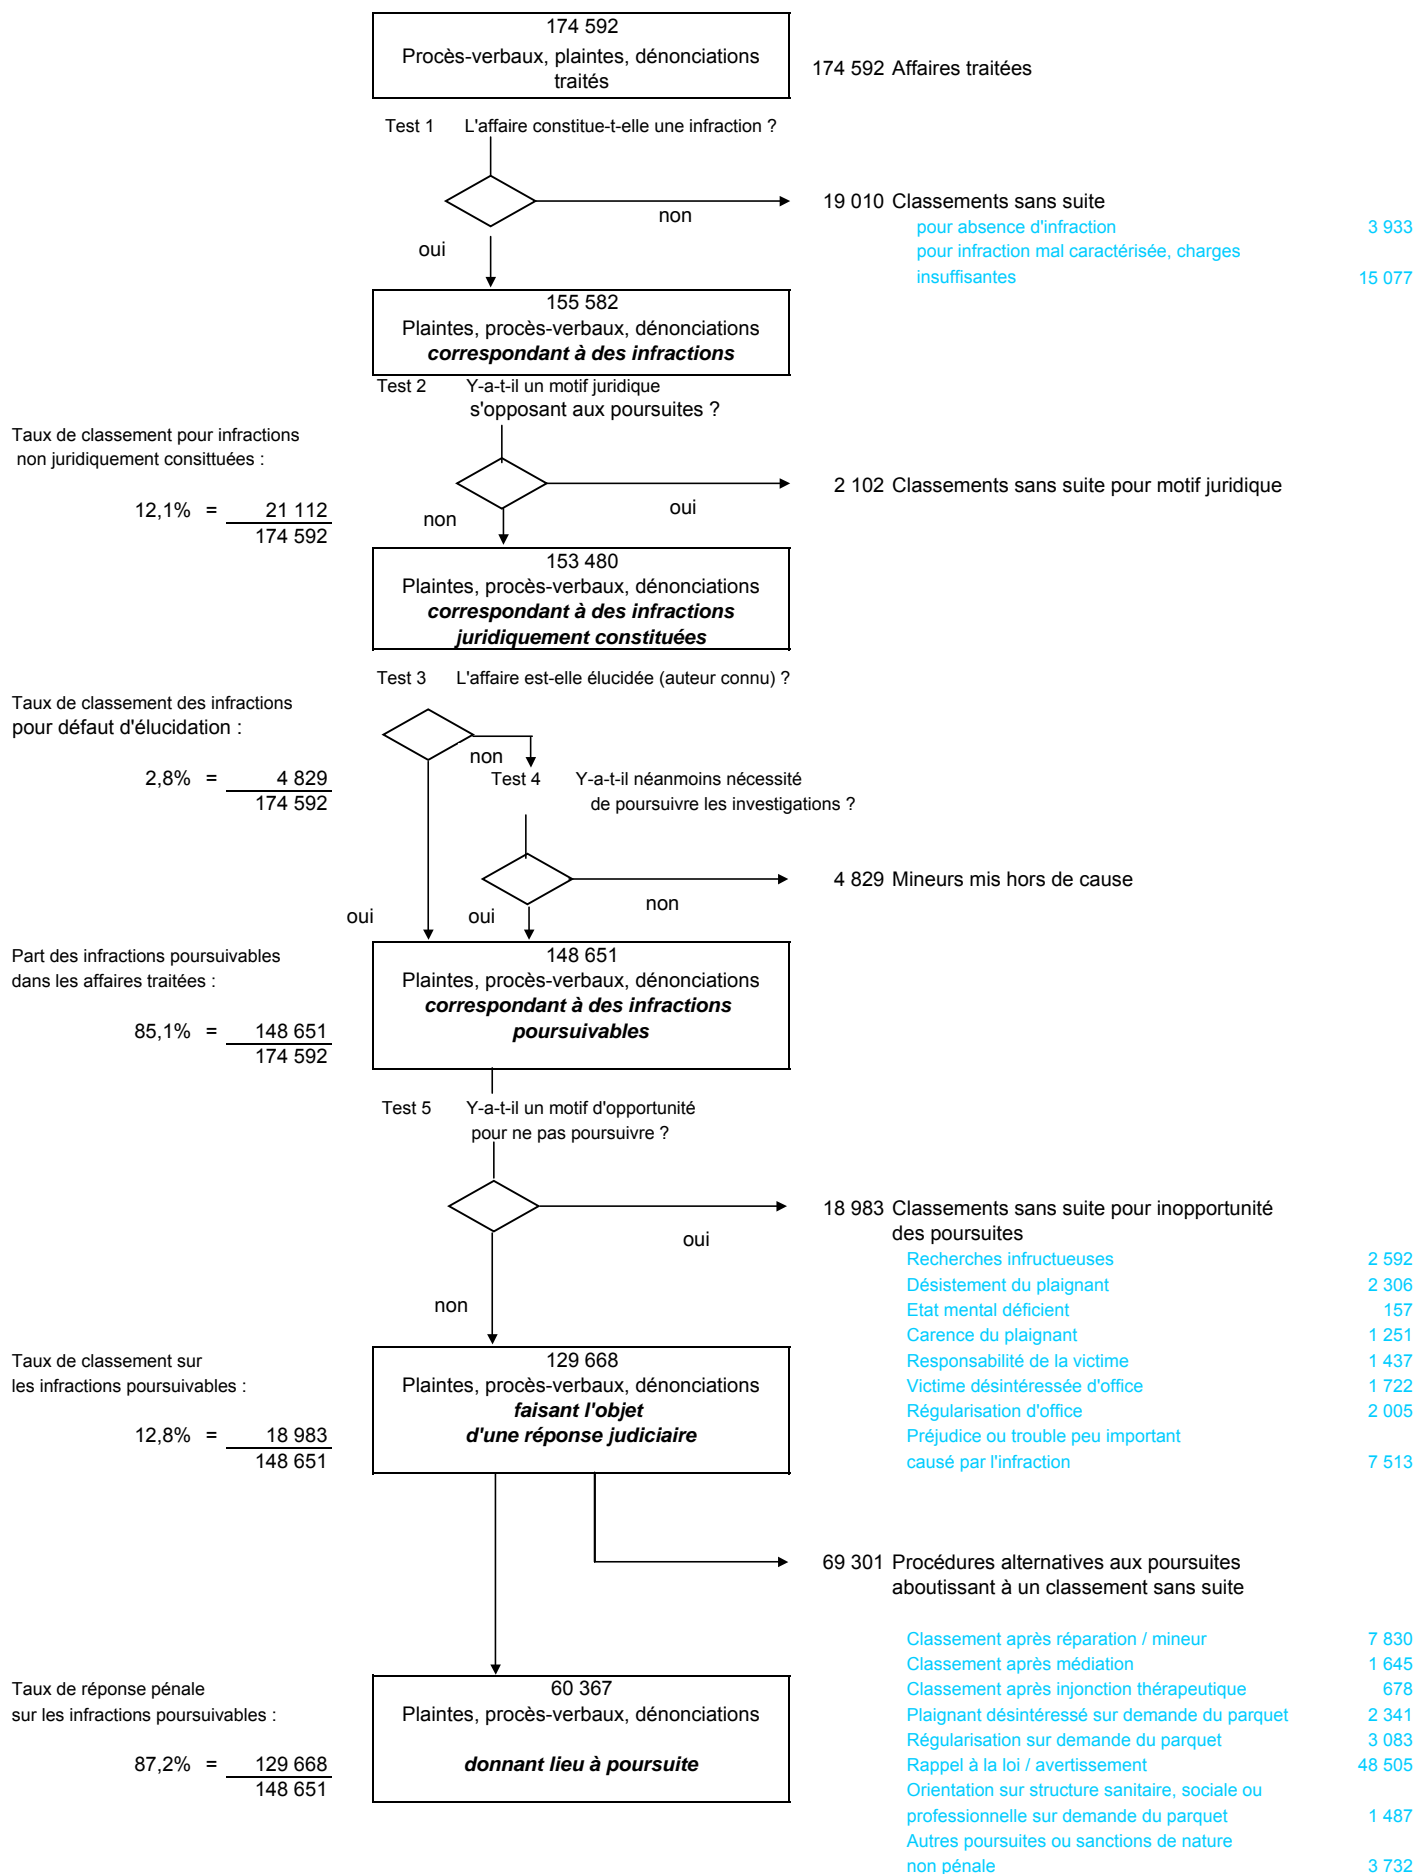 174 592
Procès-verbaux, plaintes, dénonciations
traités
174 592 Affaires traitées
Test 1 L'affaire constitue-t-elle une infraction ?
non
19 010 Classements sans suite
pour absence d'infraction 3 933
pour infraction mal caractérisée, charges
insuffisantes 15 077
oui
155 582
Plaintes, procès-verbaux, dénonciations
correspondant à des infractions
Test 2 Y-a-t-il un motif juridique
s'opposant aux poursuites ?
Taux de classement pour infractions
non juridiquement consittuées :
12,1% = 21 112
174 592
oui
2 102 Classements sans suite pour motif juridique
non
153 480
Plaintes, procès-verbaux, dénonciations
correspondant à des infractions
juridiquement constituées
Test 3 L'affaire est-elle élucidée (auteur connu) ?
Taux de classement des infractions
pour défaut d'élucidation :
2,8% = 4 829
174 592
non
Test 4 Y-a-t-il néanmoins nécessité
de poursuivre les investigations ?
4 829 Mineurs mis hors de cause
non
oui
oui
Part des infractions poursuivables
dans les affaires traitées :
85,1% = 148 651
174 592
148 651
Plaintes, procès-verbaux, dénonciations
correspondant à des infractions
poursuivables
Test 5 Y-a-t-il un motif d'opportunité
pour ne pas poursuivre ?
oui
18 983 Classements sans suite pour inopportunité
des poursuites
Recherches infructueuses 2 592
Désistement du plaignant 2 306
Etat mental déficient 157
Carence du plaignant 1 251
Responsabilité de la victime 1 437
Victime désintéressée d'office 1 722
Régularisation d'office 2 005
Préjudice ou trouble peu important
causé par l'infraction 7 513
non
Taux de classement sur
les infractions poursuivables :
12,8% = 18 983
148 651
129 668
Plaintes, procès-verbaux, dénonciations
faisant l'objet
d'une réponse judiciaire
69 301 Procédures alternatives aux poursuites
aboutissant à un classement sans suite
Classement après réparation / mineur 7 830
Classement après médiation 1 645
Classement après injonction thérapeutique 678
Plaignant désintéressé sur demande du parquet 2 341
Régularisation sur demande du parquet 3 083
Rappel à la loi / avertissement 48 505
Orientation sur structure sanitaire, sociale ou
professionnelle sur demande du parquet 1 487
Autres poursuites ou sanctions de nature
non pénale 3 732
Taux de réponse pénale
sur les infractions poursuivables :
87,2% = 129 668
148 651
60 367
Plaintes, procès-verbaux, dénonciations
donnant lieu à poursuite